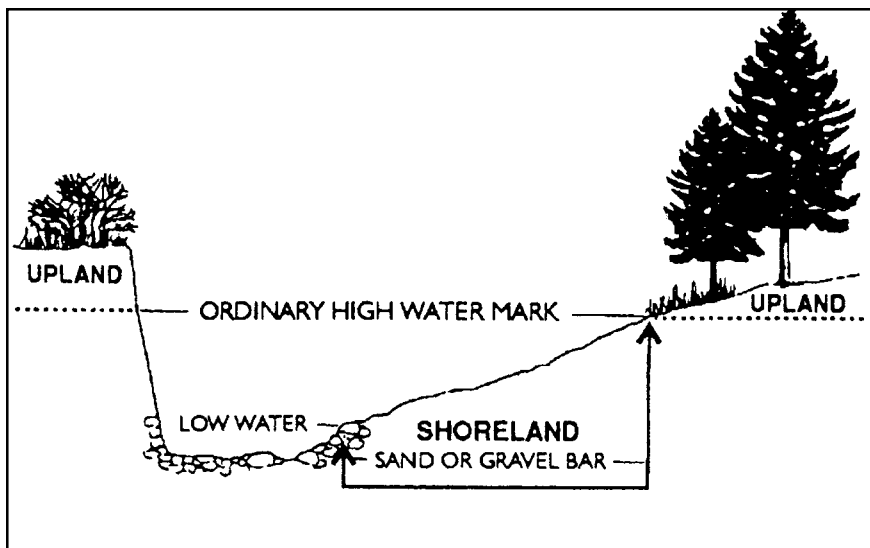 UPLAND
ORDINARY HIGH WATER MARK
UPLAND
LOW WATER
SHORELAND
SAND OR GRAVEL BAR